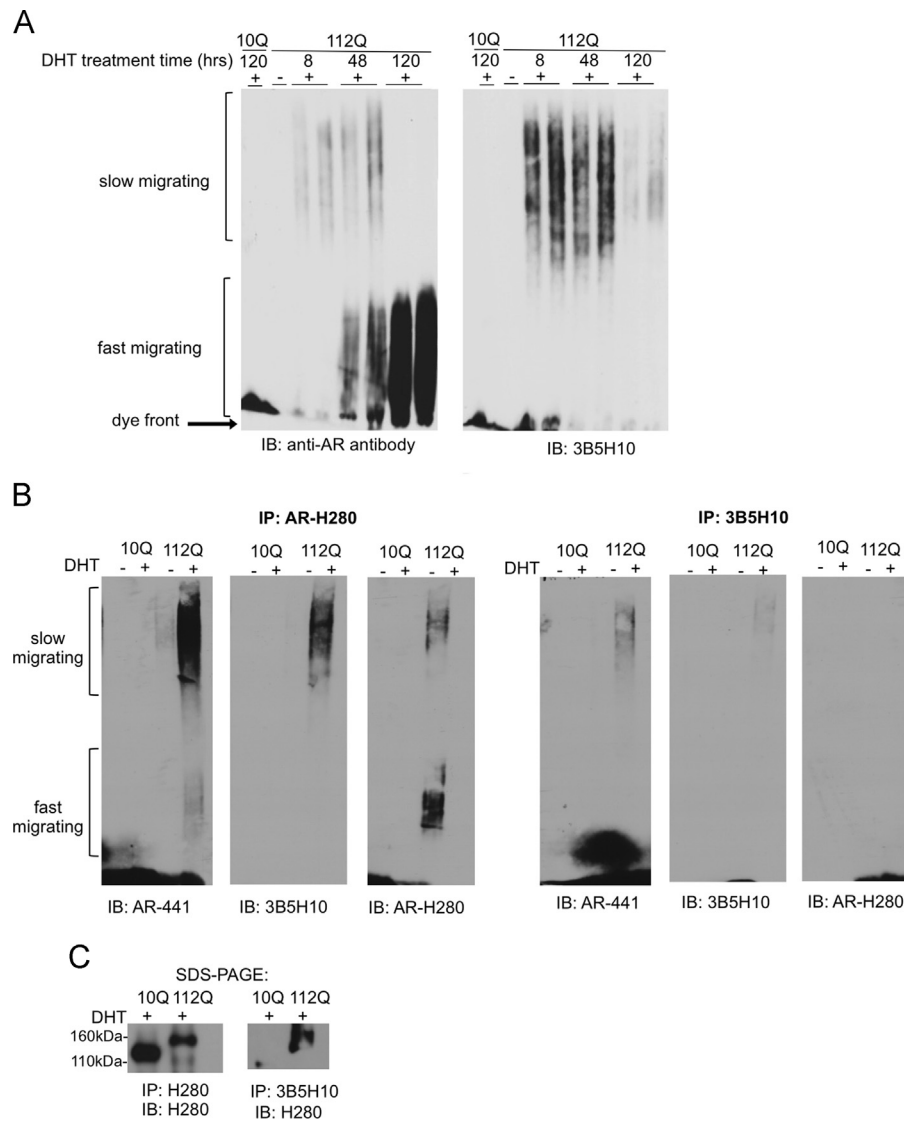 A
10Q 112Q 10Q 112Q
DHT treatment time (hrs) 120 8 48 120 120 8 48 120
+ - + + + + - + + +
slow migrating
fast migrating
dye front
IB: anti-AR antibody IB: 3B5H10
B
IP: AR-H280 IP: 3B5H10
10Q 112Q 10Q 112Q 10Q 112Q 10Q 112Q 10Q 112Q 10Q 112Q
DHT - + - + - + - + - + - + DHT - + - + - + - + - + - +
slow
migrating
fast
migrating
IB: AR-441 IB: 3B5H10 IB: AR-H280 IB: AR-441 IB: 3B5H10 IB: AR-H280
C
SDS-PAGE:
10Q 112Q 10Q 112Q
DHT + + + +
160kDa-
110kDa-
IP: H280 IP: 3B5H10
IB: H280 IB: H280